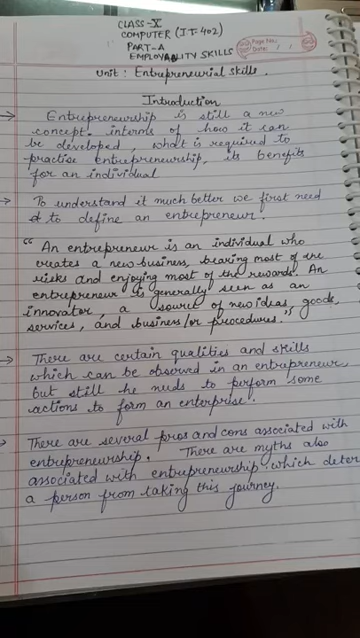 CLASS-X
COMPUTER (IT-402)
PART-A
EMPLOYABILITY SKILLS
Page No.:
Date: / /
Unit: Entrepreneurial Skills.
Introduction
→ Entrepreneurship is still a new
concept. interns of how it can
be developed, what is required to
practise entrepreneurship, its benefits
for an individual
→ To understand it much better we first need
to define an entrepreneur.
“ An entrepreneur is an individual who
creates a new business, bearing most of the
risks and enjoying most of the rewards. An
entrepreneur is generally seen as an
innovator, a source of new ideas, goods,
services, and business/or procedures.”
→ There are certain qualities and skills
which can be observed in an entrepreneur,
but still he needs to perform some
actions to form an enterprise.
→ There are several pros and cons associated with
entrepreneurship. There are myths also
associated with entrepreneurship which deter
a person from taking this journey.